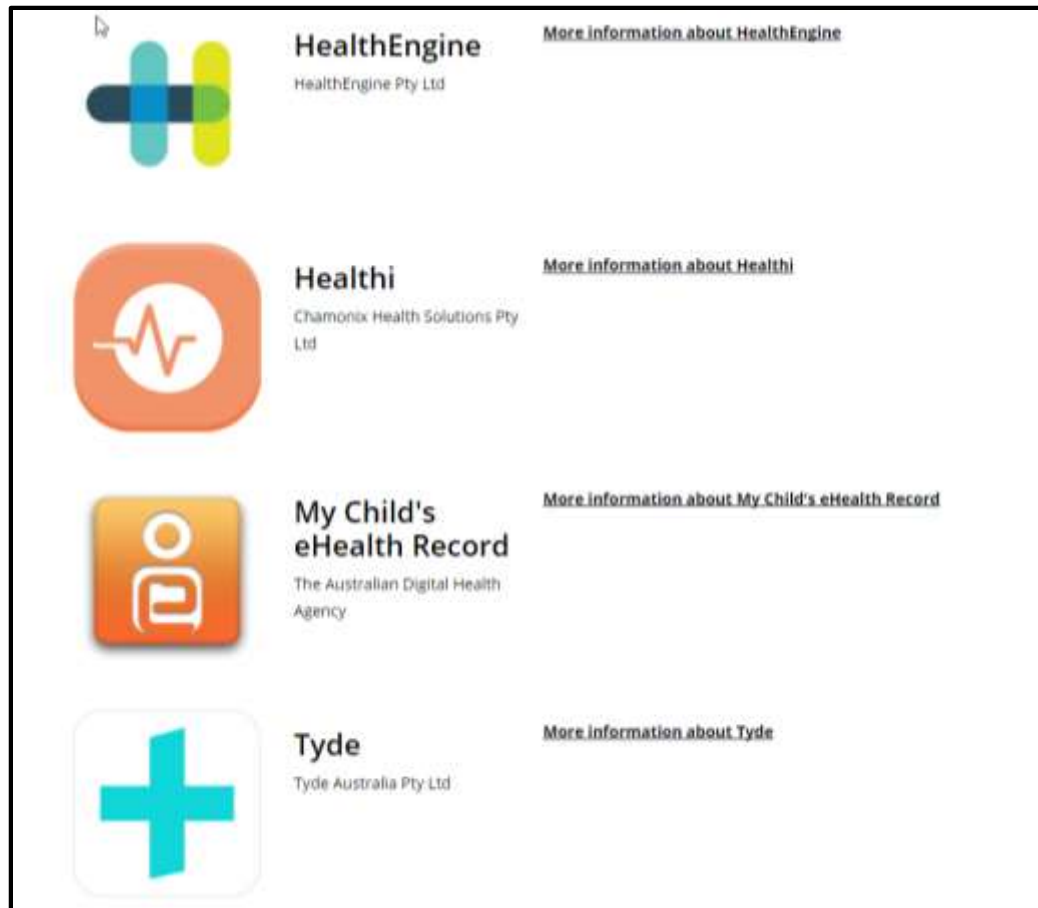 HealthEngine
HealthEngine Pty Ltd
More information about HealthEngine
Healthi
Chamonix Health Solutions Pty
Ltd
More information about Healthi
My Child's
eHealth Record
The Australian Digital Health
Agency
More information about My Child's eHealth Record
Tyde
Tyde Australia Pty Ltd
More information about Tyde